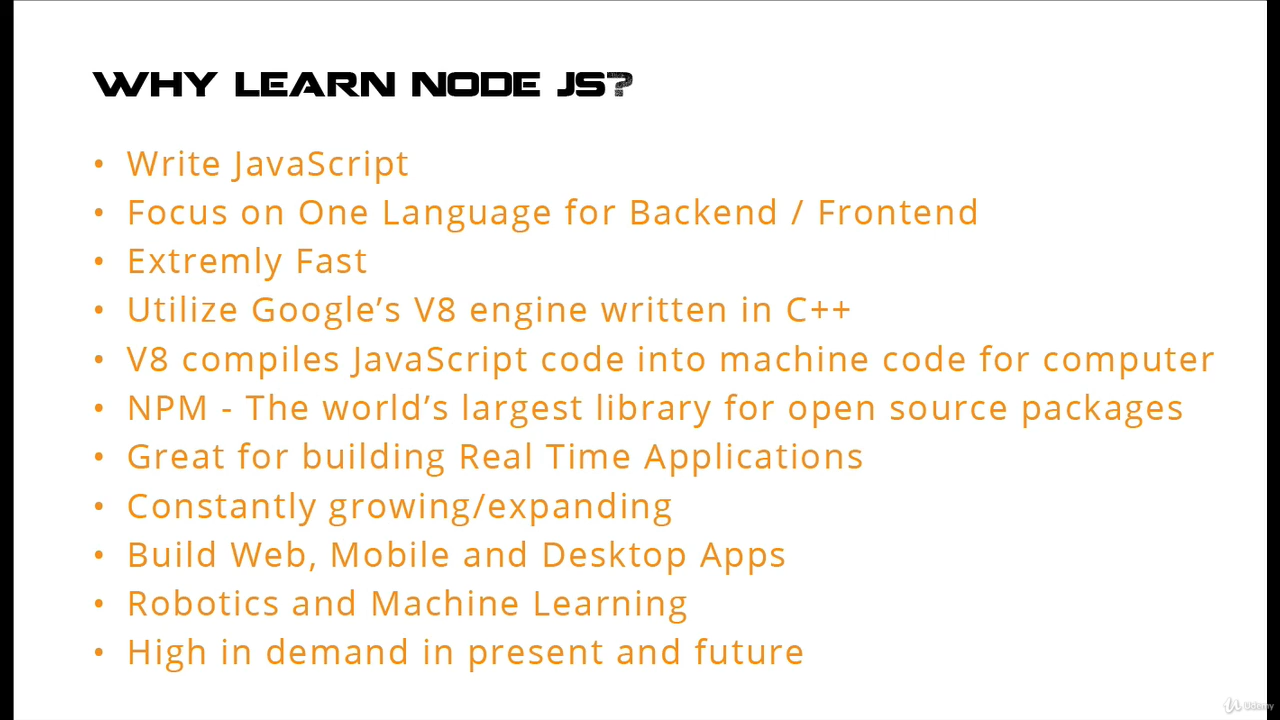 WHY LEARN NODE JS?
• Write JavaScript
• Focus on One Language for Backend / Frontend
• Extremly Fast
• Utilize Google’s V8 engine written in C++
• V8 compiles JavaScript code into machine code for computer
• NPM - The world’s largest library for open source packages
• Great for building Real Time Applications
• Constantly growing/expanding
• Build Web, Mobile and Desktop Apps
• Robotics and Machine Learning
• High in demand in present and future
Udemy